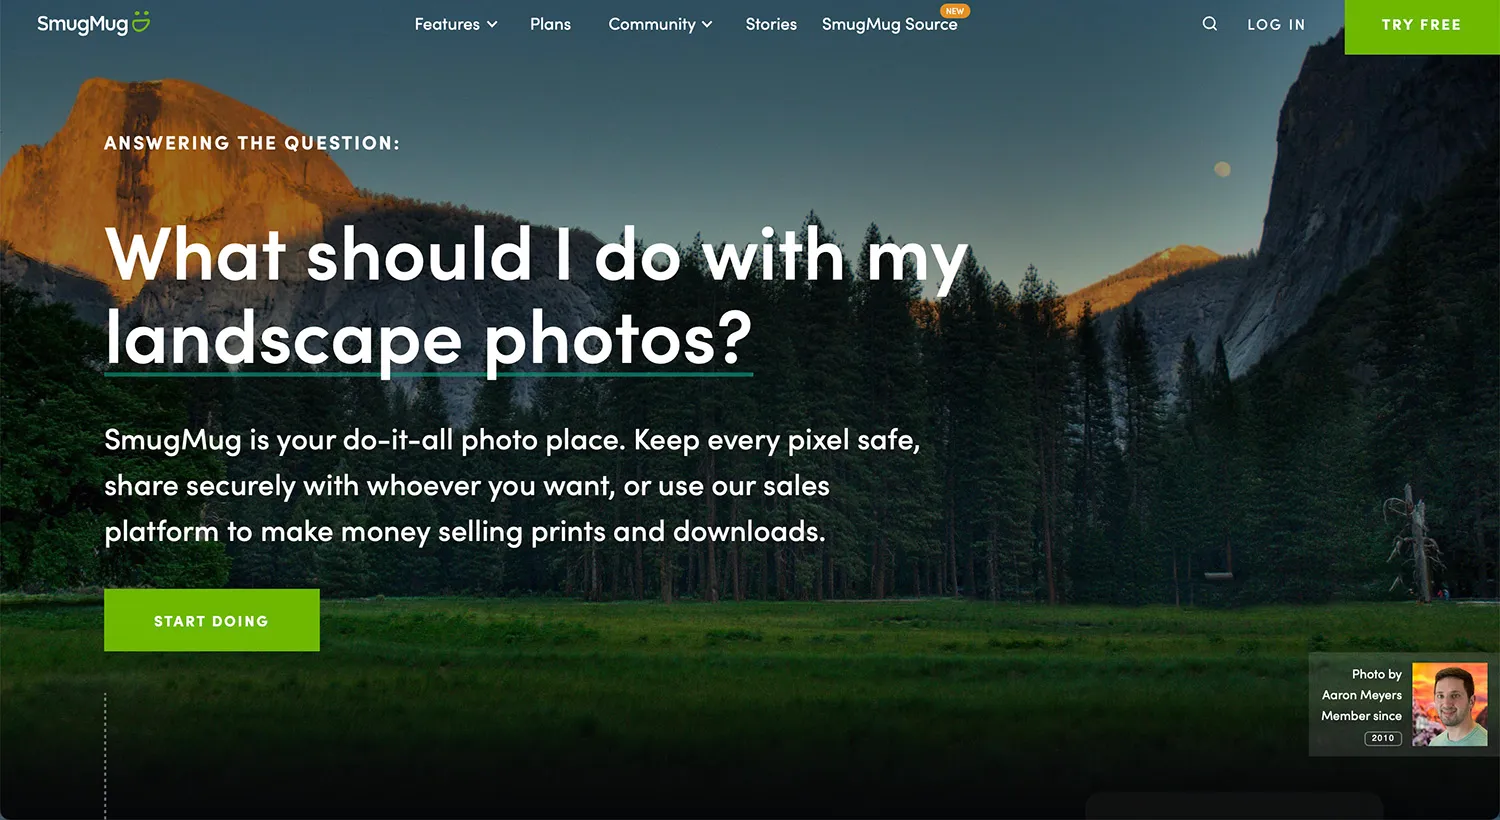 SmugMug
Features
Plans
Community
Stories
SmugMug Source
NEW
LOG IN
TRY FREE
ANSWERING THE QUESTION:
What should I do with my
landscape photos?
SmugMug is your do-it-all photo place. Keep every pixel safe,
share securely with whoever you want, or use our sales
platform to make money selling prints and downloads.
START DOING
Photo by
Aaron Meyers
Member since
2010